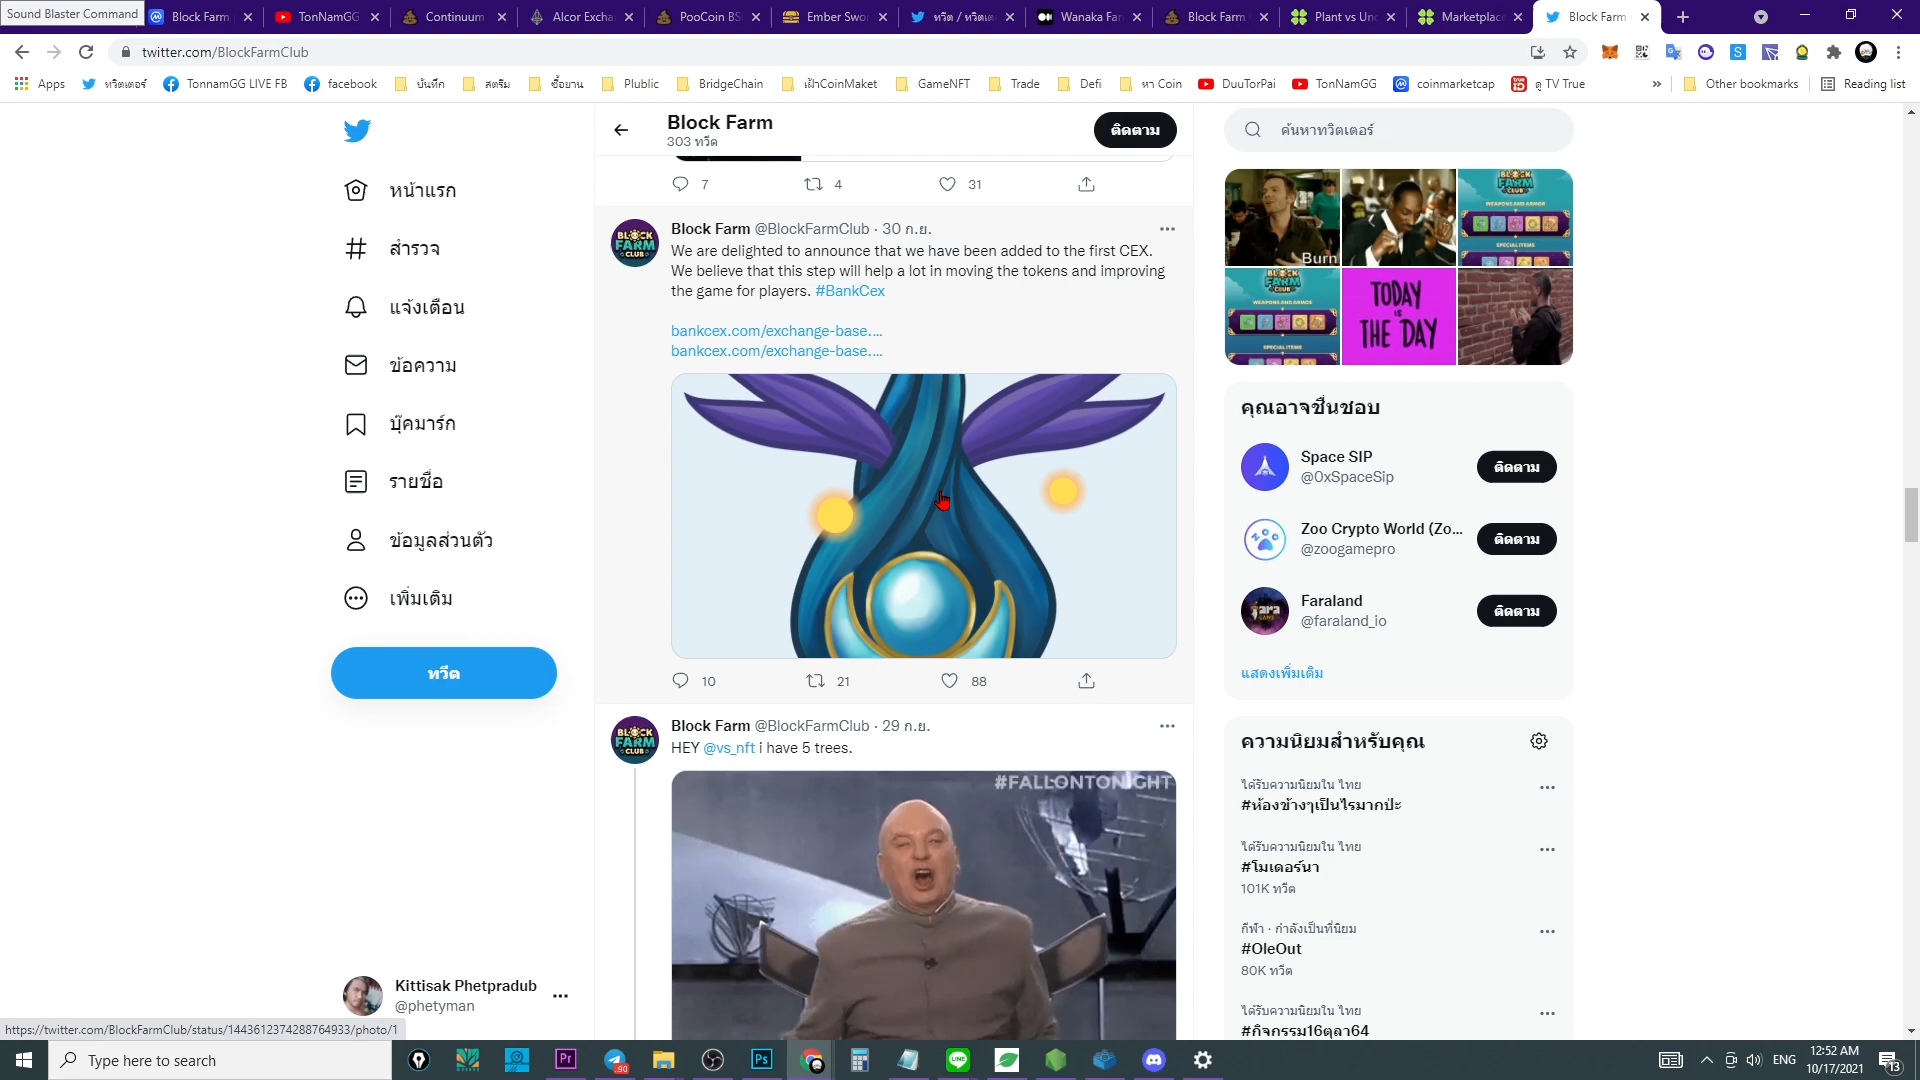 Sound Blaster Command
Block Farm
TonNamGG
Continuum
Alcor Excha
PooCoin BS
Ember Swo
ทวีต / ทวิตเต
Wanaka Far
Block Farm
Plant vs Un
Marketplac
Block Farm
twitter.com/BlockFarmClub
Apps
ทวิตเตอร์
TonnamGG LIVE FB
facebook
บันทึก
สตรีม
ซื้อขาย
Plublic
BridgeChain
เฝ้าCoinMaket
GameNFT
Trade
Defi
หา Coin
DuuTorPai
TonNamGG
coinmarketcap
ดู TV True
Other bookmarks
Reading list
Block Farm
303 ทวีต
ติดตาม
ค้นหาทวิตเตอร์
หน้าแรก
สำรวจ
แจ้งเตือน
ข้อความ
บุ๊คมาร์ก
รายชื่อ
ข้อมูลส่วนตัว
เพิ่มเติม
ทวีต
Kittisak Phetpradub
@phetyman
7
4
31
Block Farm @BlockFarmClub · 30 ก.ย.
We are delighted to announce that we have been added to the first CEX.
We believe that this step will help a lot in moving the tokens and improving
the game for players. #BankCex
bankcex.com/exchange-base....
bankcex.com/exchange-base....
10
21
88
Block Farm @BlockFarmClub · 29 ก.ย.
HEY @vs_nft i have 5 trees.
#FALLONTONIGHT
BLOCK
FARM
CLUB
Burn
BLOCK
FARM
WEAPONS AND ARMOR
SPECIAL ITEMS
BLOCK
FARM
WEAPONS AND ARMOR
TODAY
IS
THE DAY
คุณอาจชื่นชอบ
Space SIP
@0xSpaceSip
ติดตาม
Zoo Crypto World (Zo...
@zoogamepro
ติดตาม
Faraland
@faraland_io
ติดตาม
แสดงเพิ่มเติม
ความนิยมสำหรับคุณ
ได้รับความนิยมใน ไทย
#ห้องข้างๆเป็นไรมากป่ะ
ได้รับความนิยมใน ไทย
#โมเดอร์นา
101K ทวีต
กีฬา · กำลังเป็นที่นิยม
#OleOut
80K ทวีต
ได้รับความนิยมใน ไทย
#กิจกรรม16ตุลา64
https://twitter.com/BlockFarmClub/status/1443612374288764933/photo/1
Type here to search
Pr
90
Ps
LINE
ENG
12:52 AM
10/17/2021
13